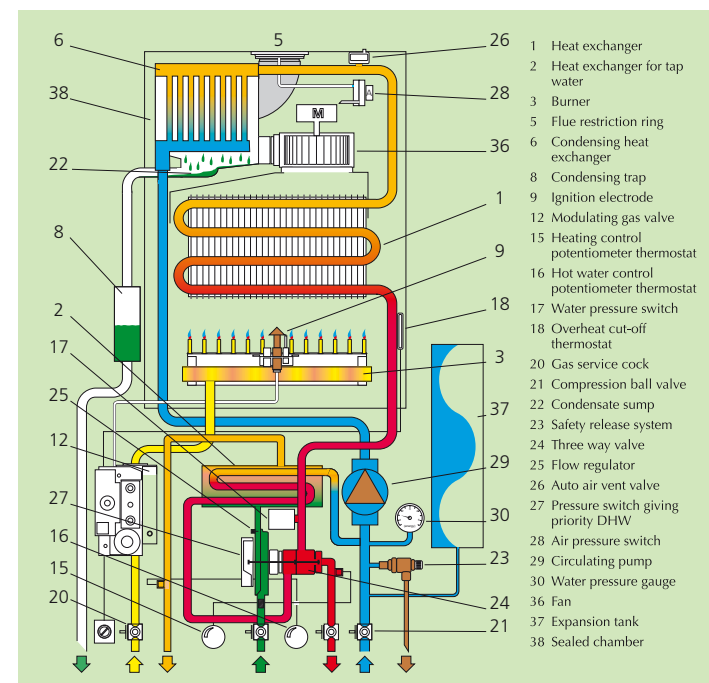 6
5
26
38
28
A
M
36
22
1
8
9
2
18
17
3
25
37
12
29
27
30
16
23
15
24
20
21
1 Heat exchanger
2 Heat exchanger for tap
water
3 Burner
5 Flue restriction ring
6 Condensing heat
exchanger
8 Condensing trap
9 Ignition electrode
12 Modulating gas valve
15 Heating control
potentiometer thermostat
16 Hot water control
potentiometer thermostat
17 Water pressure switch
18 Overheat cut-off
thermostat
20 Gas service cock
21 Compression ball valve
22 Condensate sump
23 Safety release system
24 Three way valve
25 Flow regulator
26 Auto air vent valve
27 Pressure switch giving
priority DHW
28 Air pressure switch
29 Circulating pump
30 Water pressure gauge
36 Fan
37 Expansion tank
38 Sealed chamber